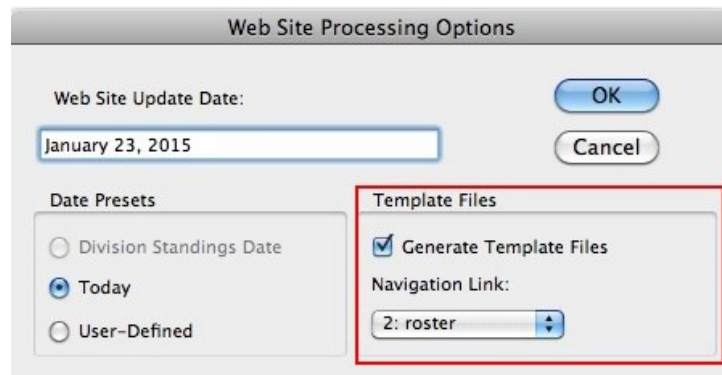 Web Site Processing Options
Web Site Update Date:
OK
January 23, 2015
Cancel
Date Presets
Division Standings Date
Today
User-Defined
Template Files
Generate Template Files
Navigation Link:
2: roster